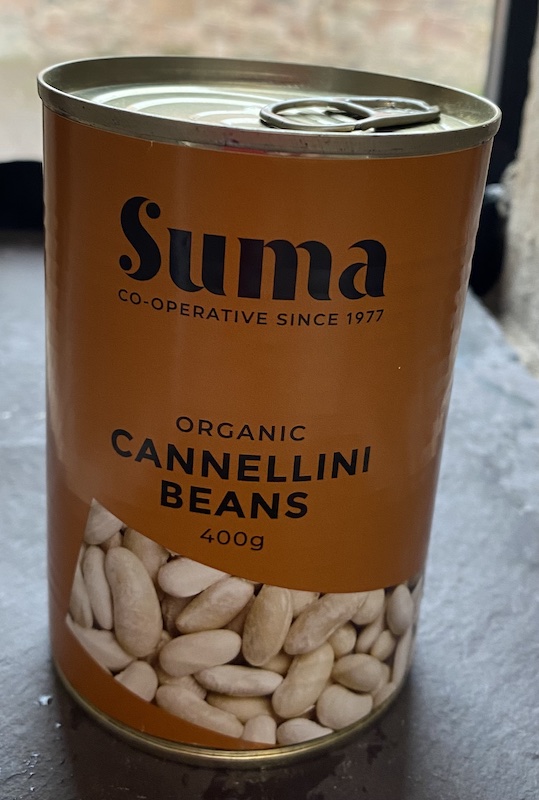 Suma
CO-OPERATIVE SINCE 1977
ORGANIC
CANNELLINI
BEANS
400g